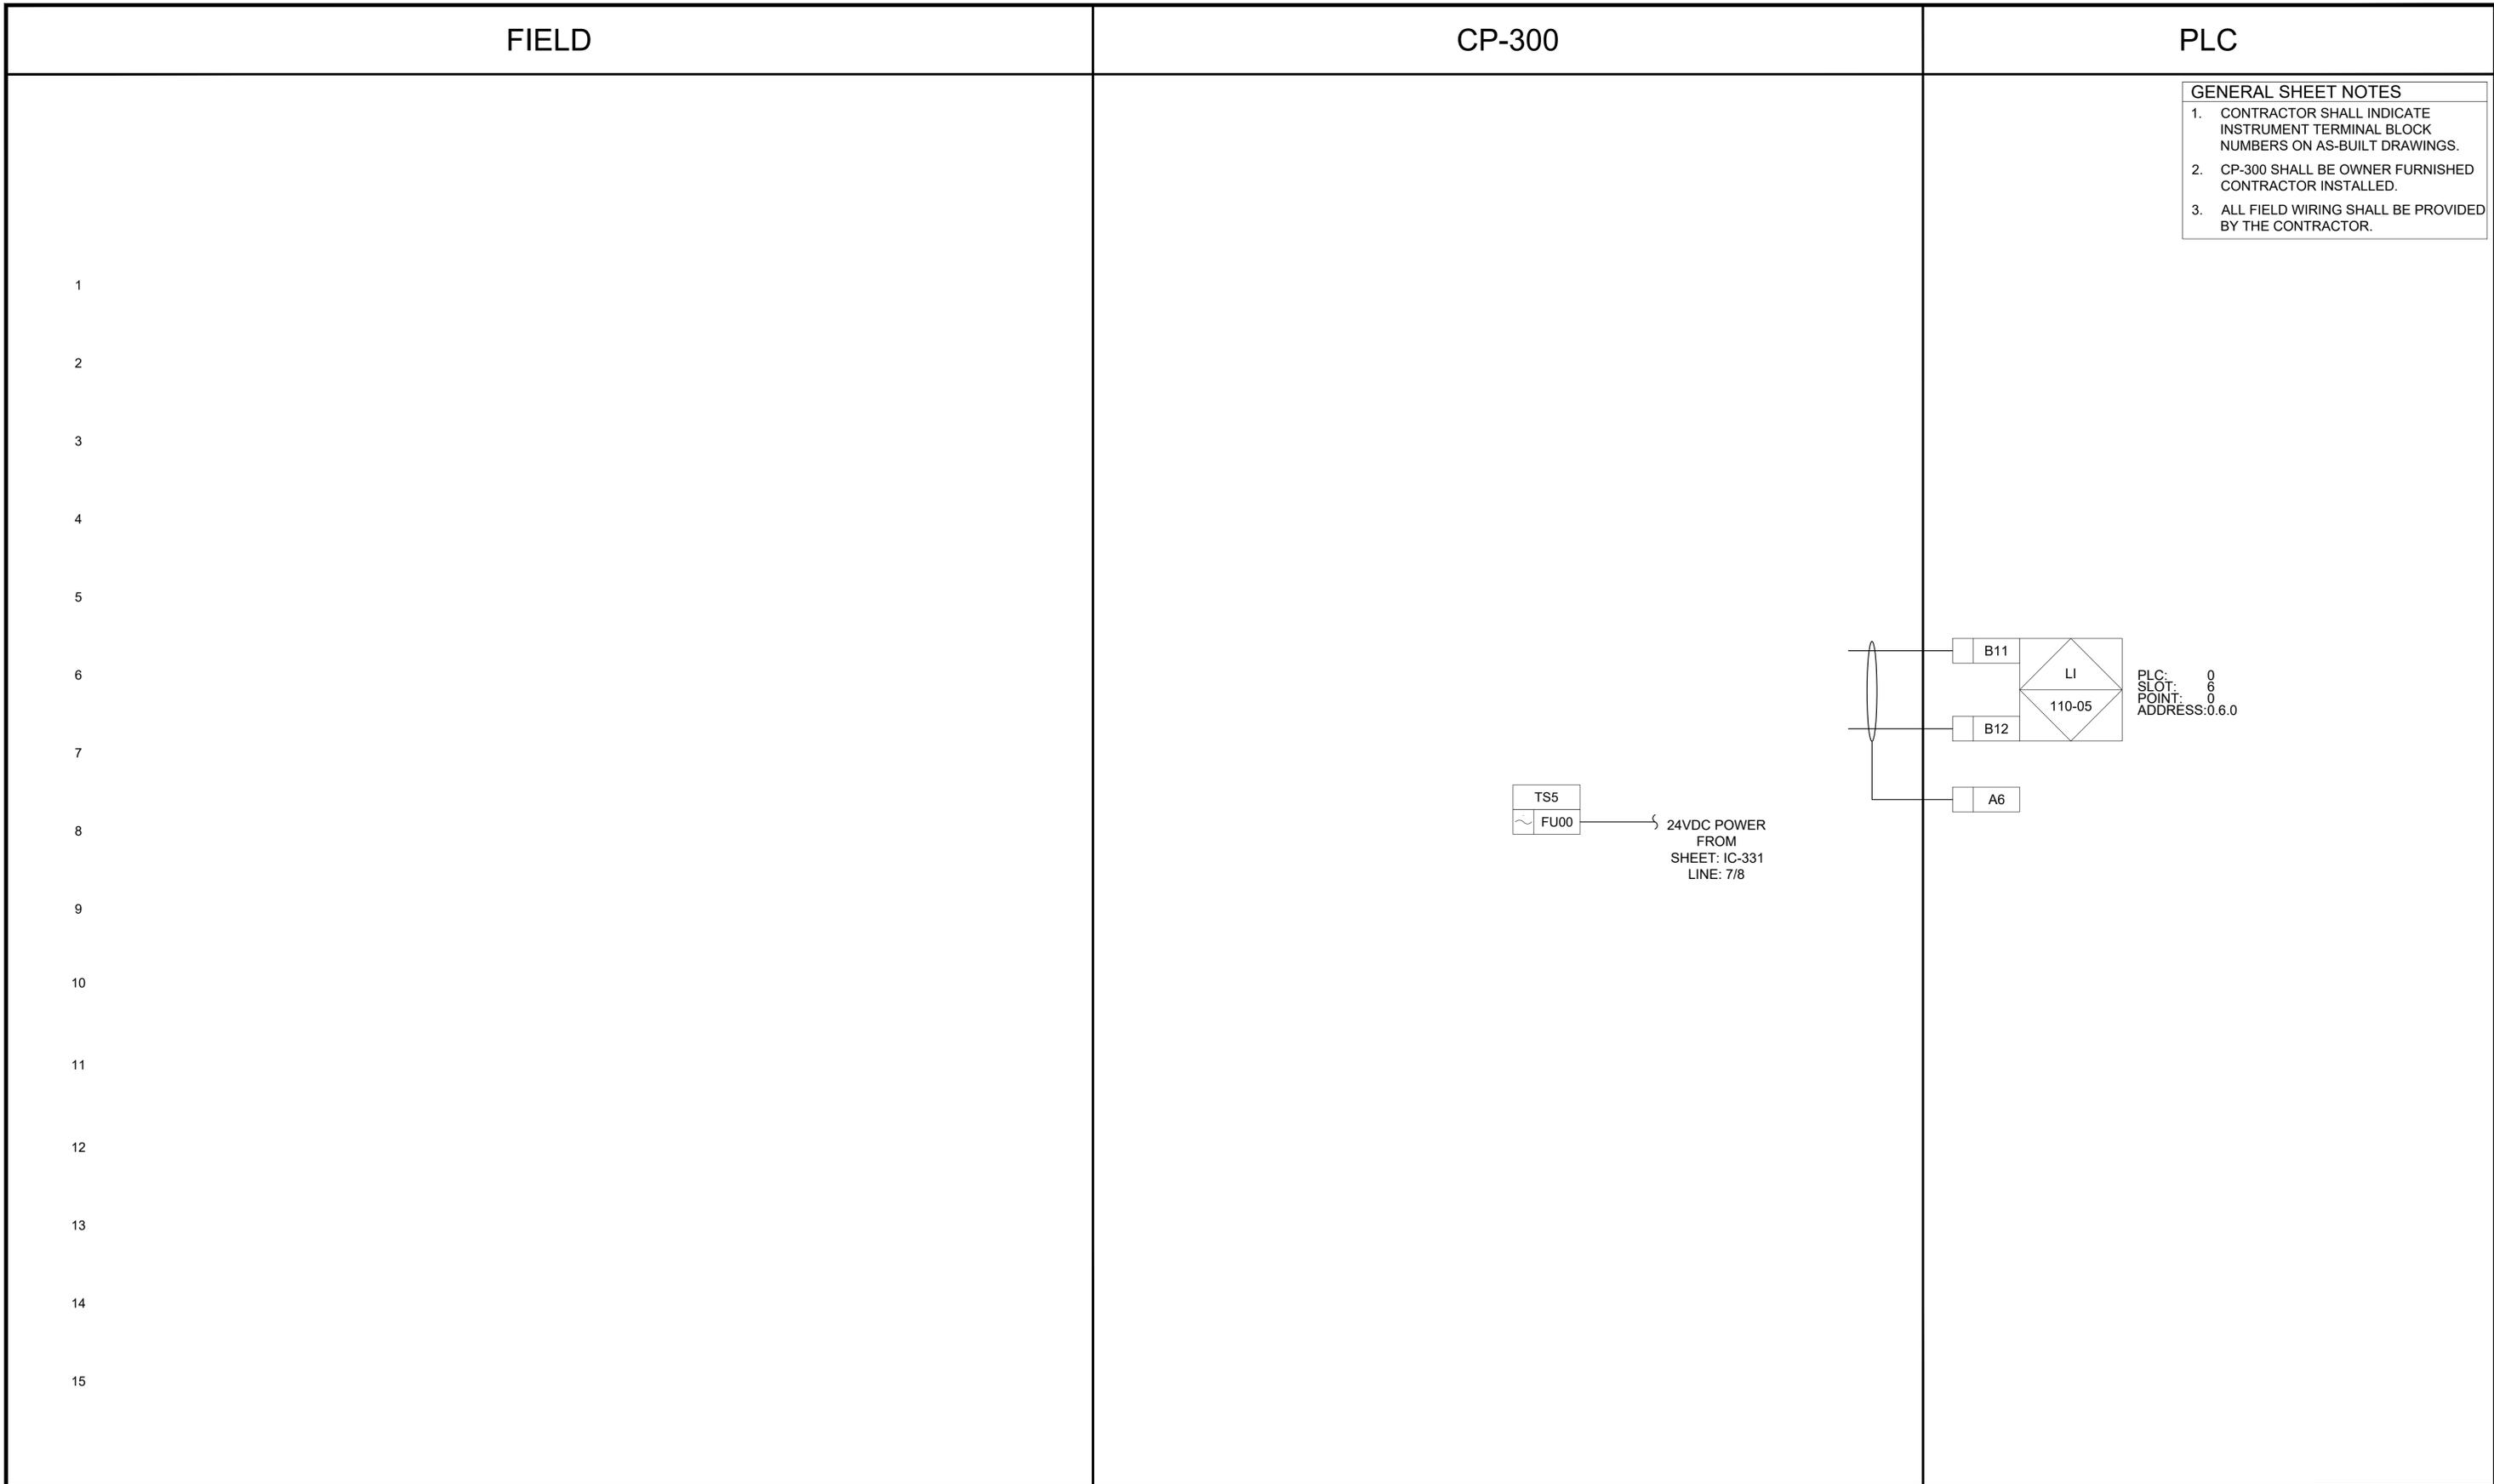 FIELD
CP-300
PLC
GENERAL SHEET NOTES
1. CONTRACTOR SHALL INDICATE
INSTRUMENT TERMINAL BLOCK
NUMBERS ON AS-BUILT DRAWINGS.
2. CP-300 SHALL BE OWNER FURNISHED
CONTRACTOR INSTALLED.
3. ALL FIELD WIRING SHALL BE PROVIDED
BY THE CONTRACTOR.
1
2
3
4
5
6
7
8
9
10
11
12
13
14
15
TS5
FU00
24VDC POWER
FROM
SHEET: IC-331
LINE: 7/8
B11
LI
110-05
B12
A6
PLC: 0
SLOT: 6
POINT: 0
ADDRESS:0.6.0